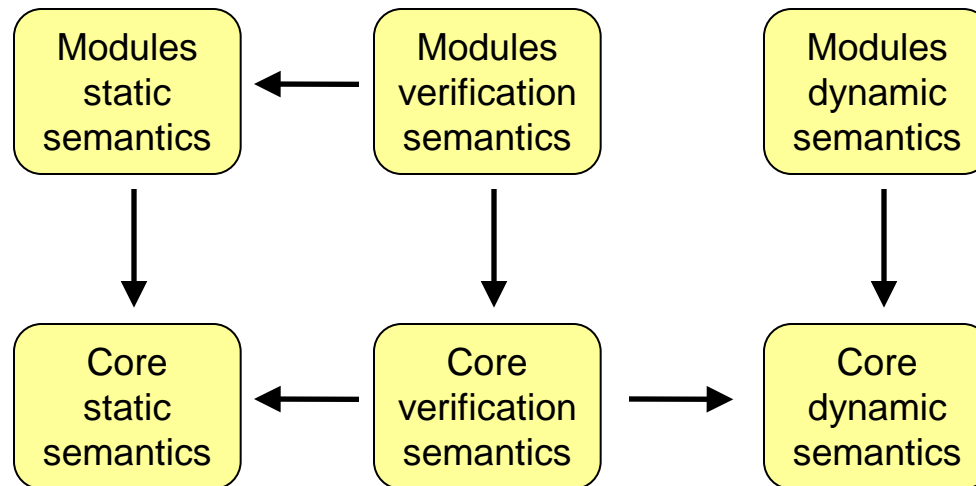 Modules
static
semantics
Modules
verification
semantics
Modules
dynamic
semantics
Core
static
semantics
Core
verification
semantics
Core
dynamic
semantics